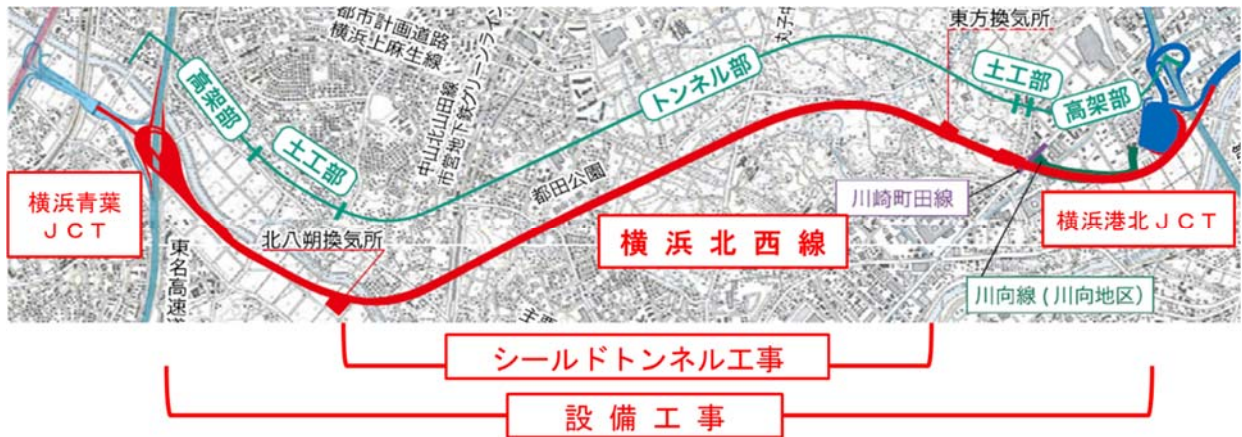 都市計画道路
横浜上麻生線
中山北山田線
市営地下鉄グリーンライン
東方換気所
高架部
土工部
トンネル部
土工部
高架部
横浜青葉
ＪＣＴ
東名高速道
北八朔換気所
都田公園
横浜北西線
川崎町田線
横浜港北ＪＣＴ
川向線(川向地区)
主要
シールドトンネル工事
設備工事